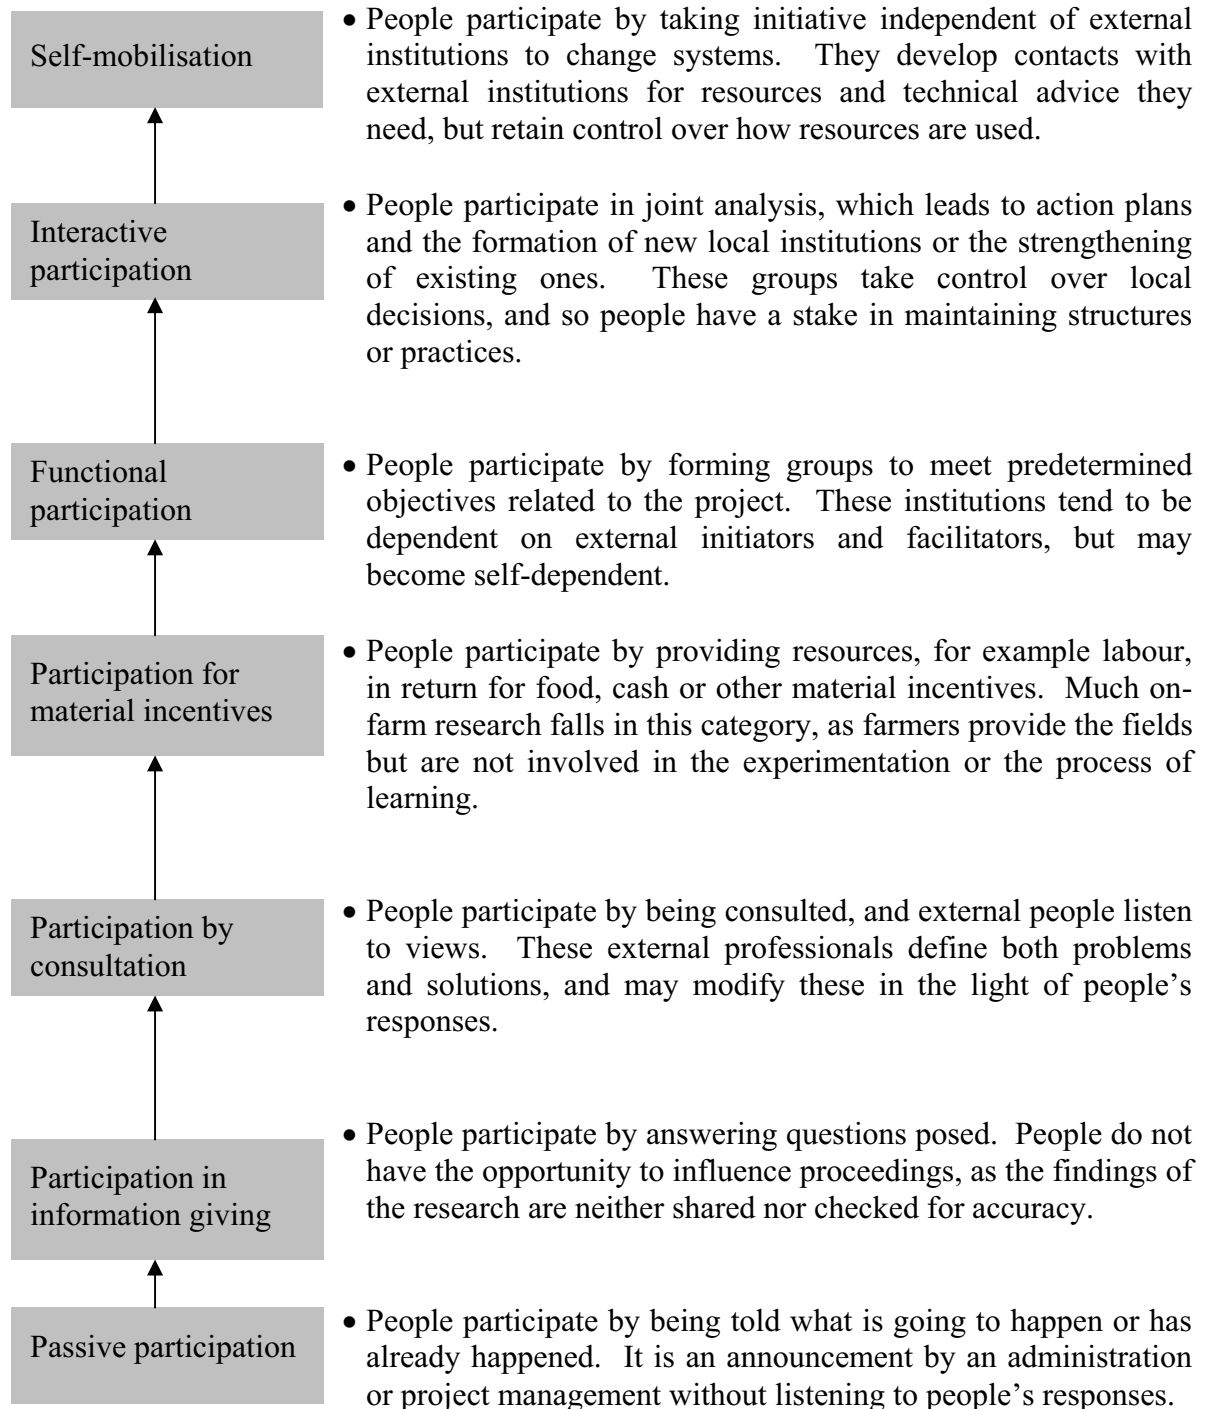 Self-mobilisation
• People participate by taking initiative independent of external
institutions to change systems. They develop contacts with
external institutions for resources and technical advice they
need, but retain control over how resources are used.
Interactive
participation
• People participate in joint analysis, which leads to action plans
and the formation of new local institutions or the strengthening
of existing ones. These groups take control over local
decisions, and so people have a stake in maintaining structures
or practices.
Functional
participation
• People participate by forming groups to meet predetermined
objectives related to the project. These institutions tend to be
dependent on external initiators and facilitators, but may
become self-dependent.
Participation for
material incentives
• People participate by providing resources, for example labour,
in return for food, cash or other material incentives. Much on-
farm research falls in this category, as farmers provide the fields
but are not involved in the experimentation or the process of
learning.
Participation by
consultation
• People participate by being consulted, and external people listen
to views. These external professionals define both problems
and solutions, and may modify these in the light of people’s
responses.
Participation in
information giving
• People participate by answering questions posed. People do not
have the opportunity to influence proceedings, as the findings of
the research are neither shared nor checked for accuracy.
Passive participation
• People participate by being told what is going to happen or has
already happened. It is an announcement by an administration
or project management without listening to people’s responses.